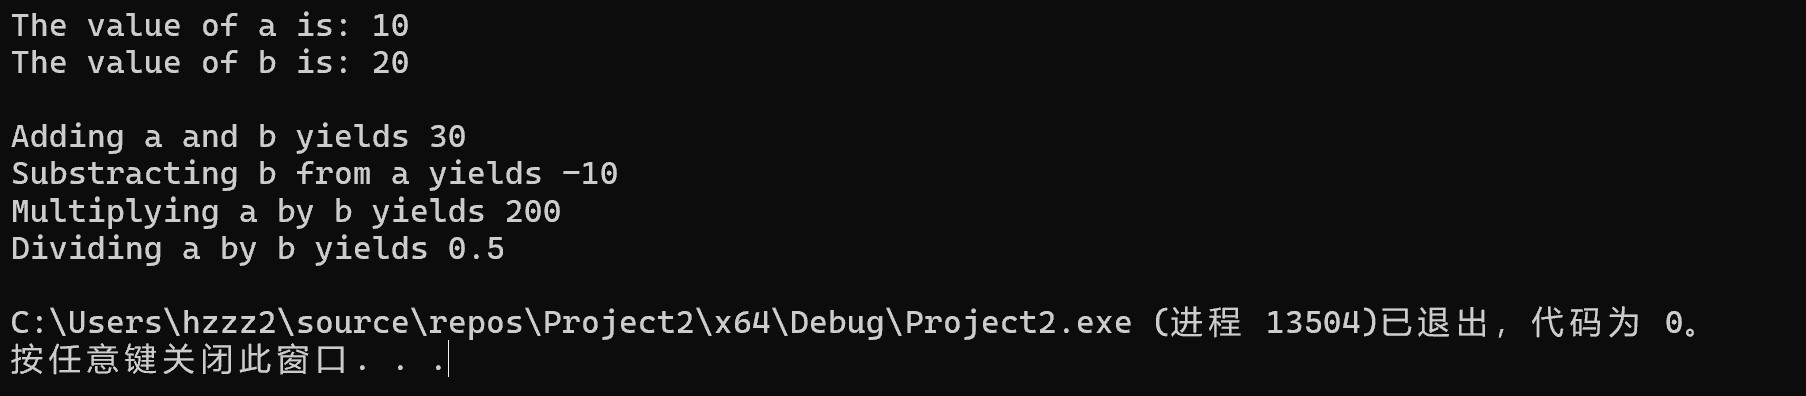 The value of a is: 10
The value of b is: 20
Adding a and b yields 30
Substracting b from a yields -10
Multiplying a by b yields 200
Dividing a by b yields 0.5
C:\Users\hzzz2\source\repos\Project2\x64\Debug\Project2.exe (进程 13504)已退出，代码为 0。
按任意键关闭此窗口. . .